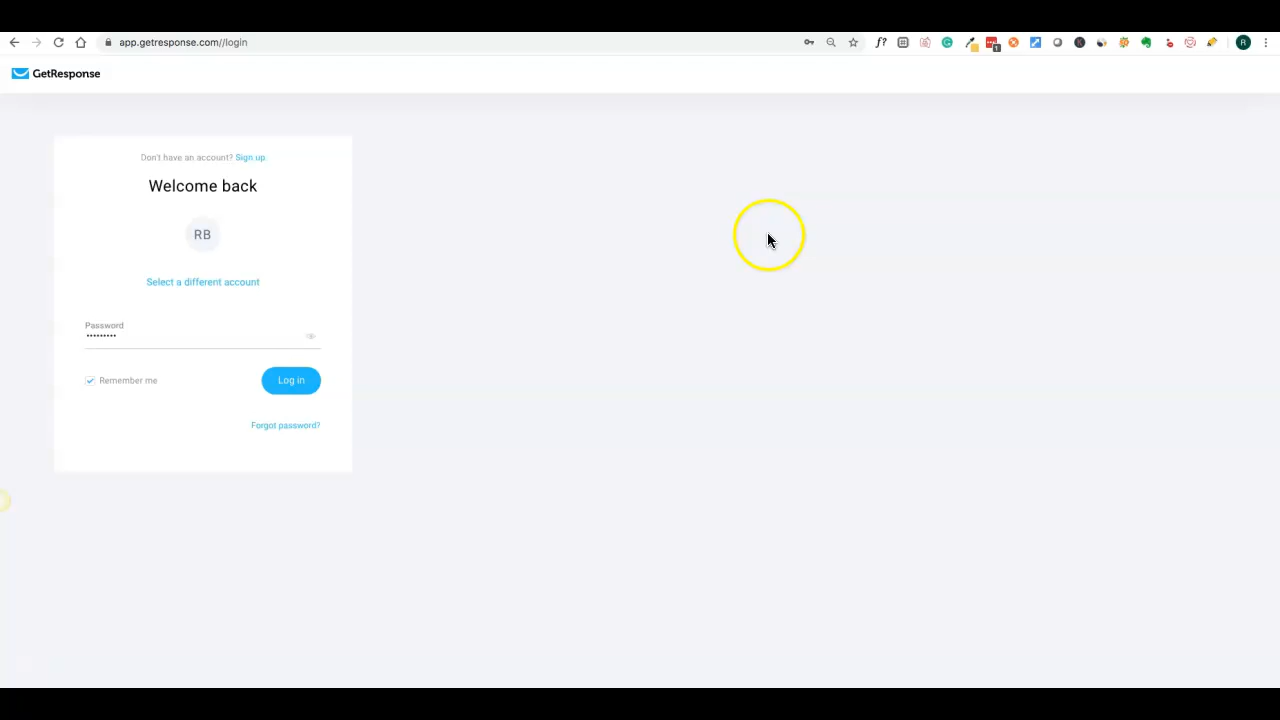 app.getresponse.com//login
f?
1
R
GetResponse
Don't have an account? Sign up.
Welcome back
RB
Select a different account
Password
•••••••••
Remember me
Log in
Forgot password?